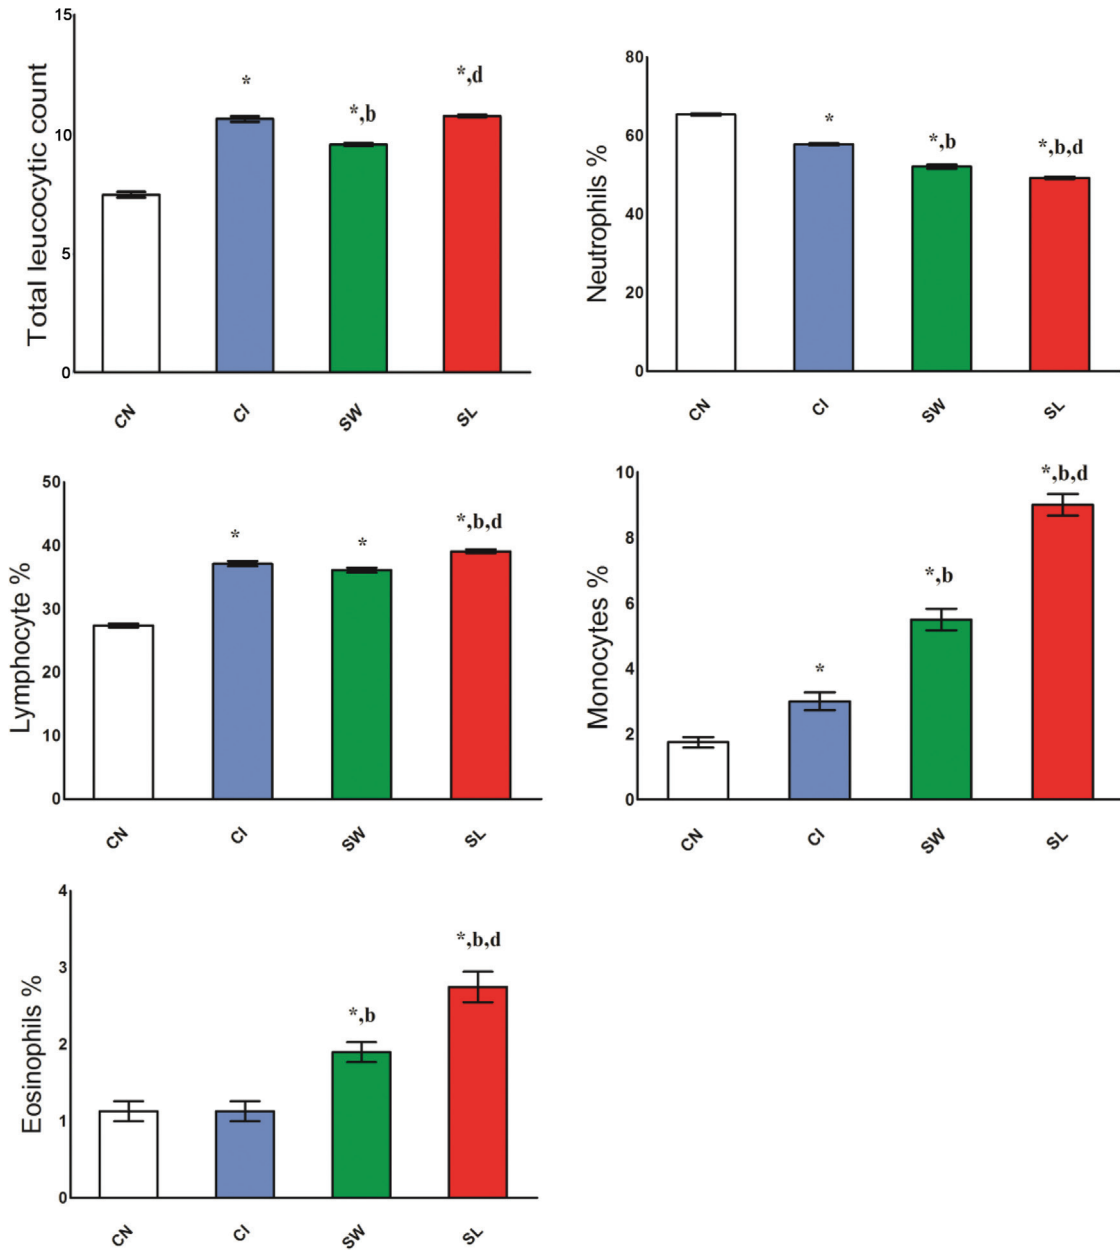 Total leucocytic count
15
10
5
0
*
*,b
*,d
CN
CI
SW
SL
Neutrophils %
80
60
40
20
0
*
*,b
*,b,d
CN
CI
SW
SL
Lymphocyte %
50
40
30
20
10
0
*
*
*,b,d
CN
CI
SW
SL
Monocytes %
10
8
6
4
2
0
*
*,b
*,b,d
CN
CI
SW
SL
Eosinophils %
4
3
2
1
0
*,b
*,b,d
CN
CI
SW
SL